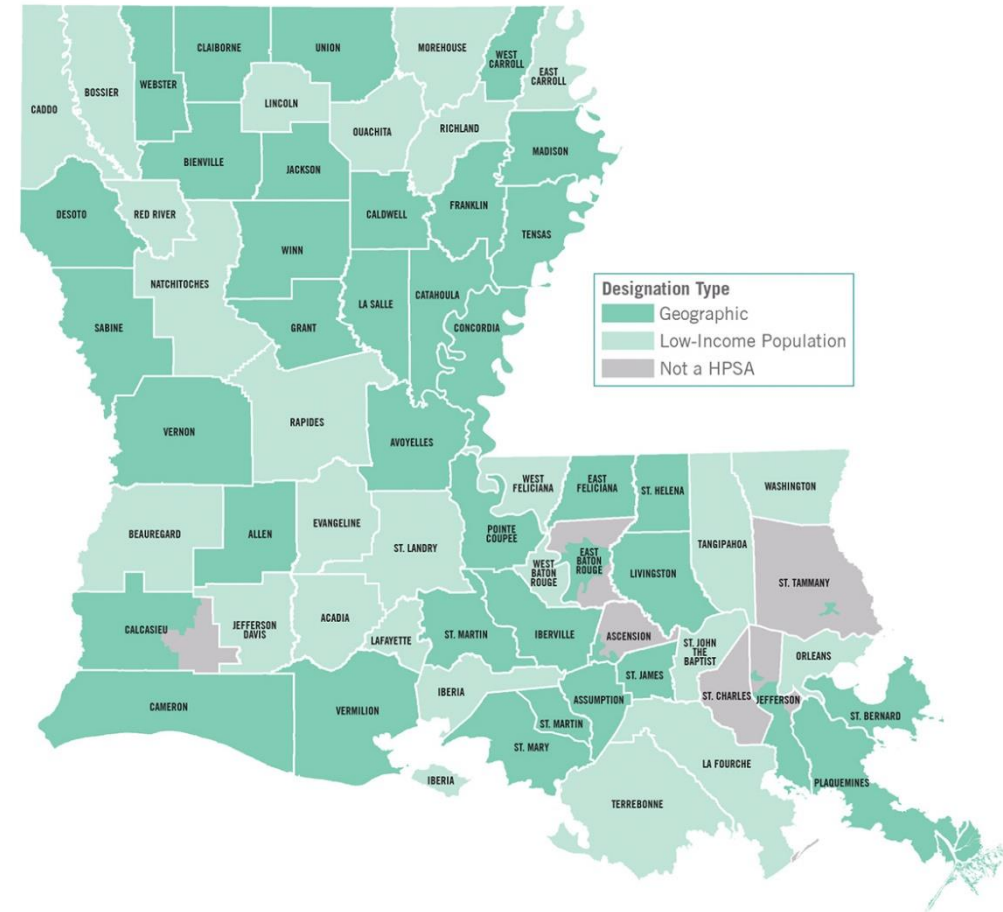 CLAIBORNE
UNION
MOREHOUSE
WEST
CARROLL
EAST
CARROLL
WEBSTER
BOSSIER
CADDO
LINCOLN
OUACHITA
RICHLAND
MADISON
BIENVILLE
JACKSON
DESOTO
RED RIVER
CALDWELL
FRANKLIN
TENSAS
WINN
NATCHITOCHES
LA SALLE
CATAHOULA
CONCORDIA
SABINE
GRANT
Designation Type
Geographic
Low-Income Population
Not a HPSA
VERNON
RAPIDES
AVOYELLES
WEST
FELICIANA
EAST
FELICIANA
ST. HELENA
WASHINGTON
BEAUREGARD
ALLEN
EVANGELINE
ST. LANDRY
POINTE
COUPEE
WEST
BATON
ROUGE
EAST
BATON
ROUGE
LIVINGSTON
TANGIPAHOA
ST. TAMMANY
CALCASIEU
JEFFERSON
DAVIS
ACADIA
LAFAYETTE
ST. MARTIN
IBERVILLE
ASCENSION
ST. JOHN
THE
BAPTIST
ORLEANS
ST. JAMES
CAMERON
VERMILION
IBERIA
ASSUMPTION
ST. CHARLES
JEFFERSON
ST. BERNARD
ST. MARTIN
ST. MARY
LA FOURCHE
PLAQUEMINES
IBERIA
TERREBONNE